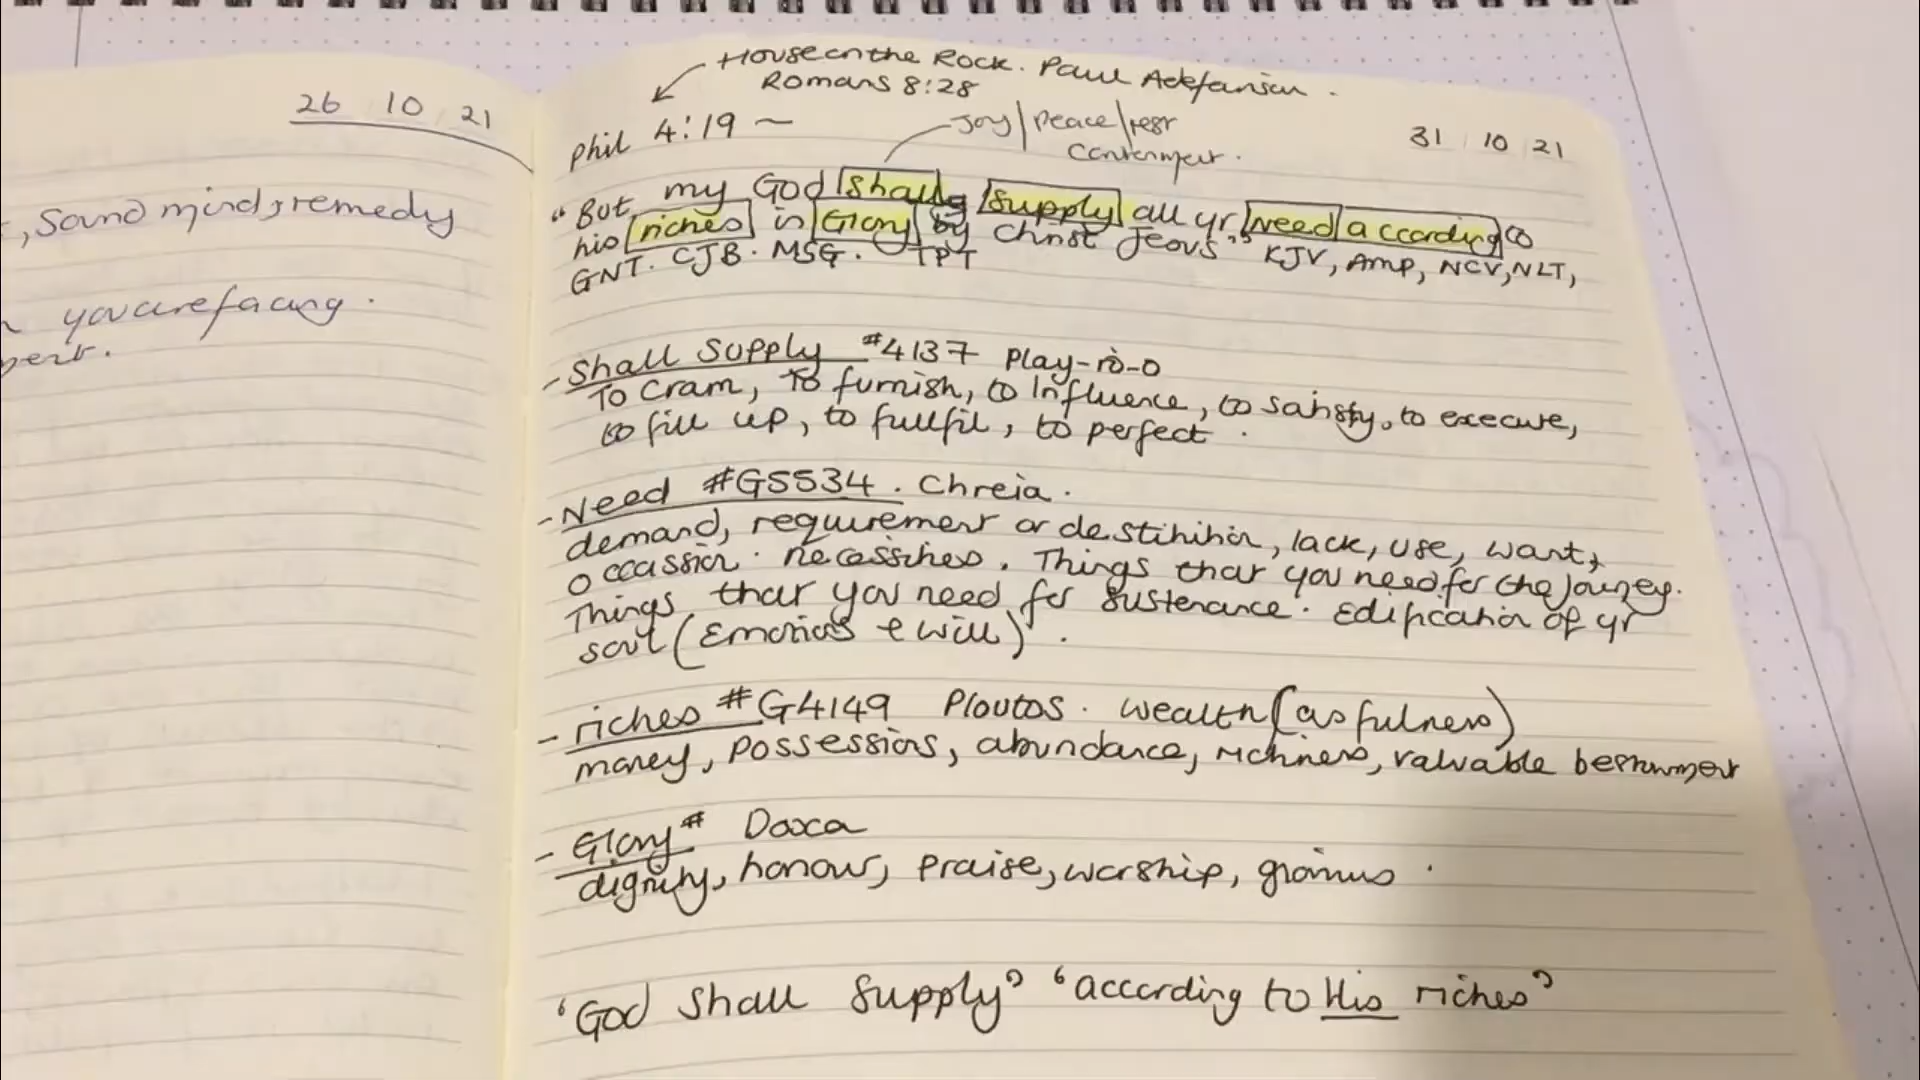 26 10 21
, Sound mind, remedy
you are facing.
House on the Rock. Paul Adefarasin.
Romans 8:28
Phil 4:19 ~
Joy/Peace/rest
Contentment.
31 10 21
"But my God shall supply all yr need according to
his riches in Glory by Christ Jesus" KJV, AMP, NCV, NLT,
GNT. CJB. MSG. TPT
- Shall Supply #4137 Play-ro-o
To Cram, To furnish, to Influence, to satisfy, to execute,
to fill up, to fullfil, to perfect.
- Need #G5534. Chreia.
demand, requirement or destitition, lack, use, want,
occassion. necessities. Things that you need for the Journey.
Things that you need for sustenance. Edification of yr
soul (Emotions & will).
- riches #G4149 Ploutos. wealth (as fulness)
money, possessions, abundance, richness, valuable bestowment
- Glory # Doxa
dignity, honour, praise, worship,
'God Shall Supply' 'according to His riches'